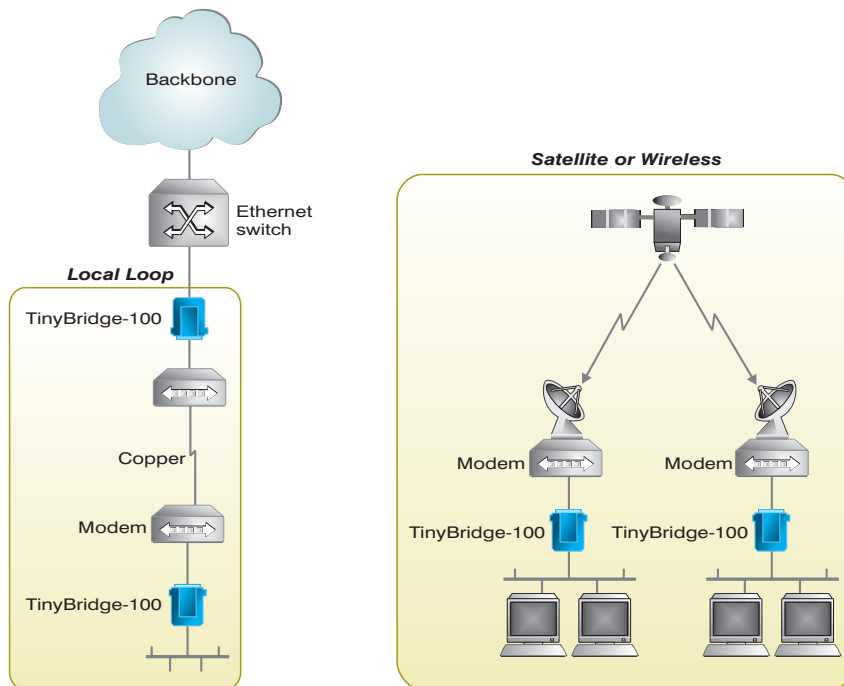 Backbone
Ethernet
switch
Local Loop
TinyBridge-100
Copper
Modem
TinyBridge-100
Satellite or Wireless
Modem
Modem
TinyBridge-100
TinyBridge-100